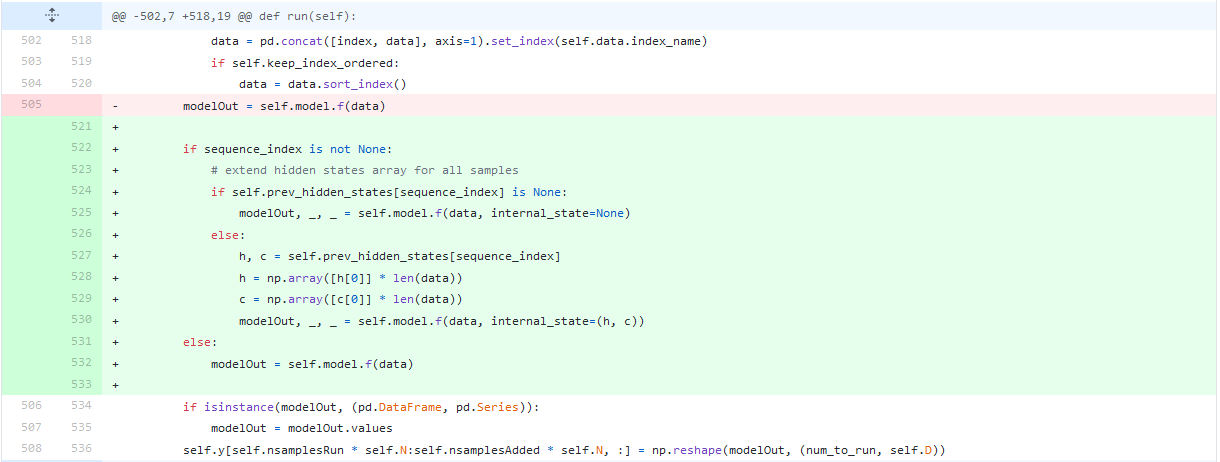 @@ -502,7 +518,19 @@ def run(self):
502 518 data = pd.concat([index, data], axis=1).set_index(self.data.index_name)
503 519 if self.keep_index_ordered:
504 520 data = data.sort_index()
505 - modelOut = self.model.f(data)
521 +
522 + if sequence_index is not None:
523 + # extend hidden states array for all samples
524 + if self.prev_hidden_states[sequence_index] is None:
525 + modelOut, _, _ = self.model.f(data, internal_state=None)
526 + else:
527 + h, c = self.prev_hidden_states[sequence_index]
528 + h = np.array([h[0]] * len(data))
529 + c = np.array([c[0]] * len(data))
530 + modelOut, _, _ = self.model.f(data, internal_state=(h, c))
531 + else:
532 + modelOut = self.model.f(data)
533 +
506 534 if isinstance(modelOut, (pd.DataFrame, pd.Series)):
507 535 modelOut = modelOut.values
508 536 self.y[self.nsamplesRun * self.N:self.nsamplesAdded * self.N, :] = np.reshape(modelOut, (num_to_run, self.D))